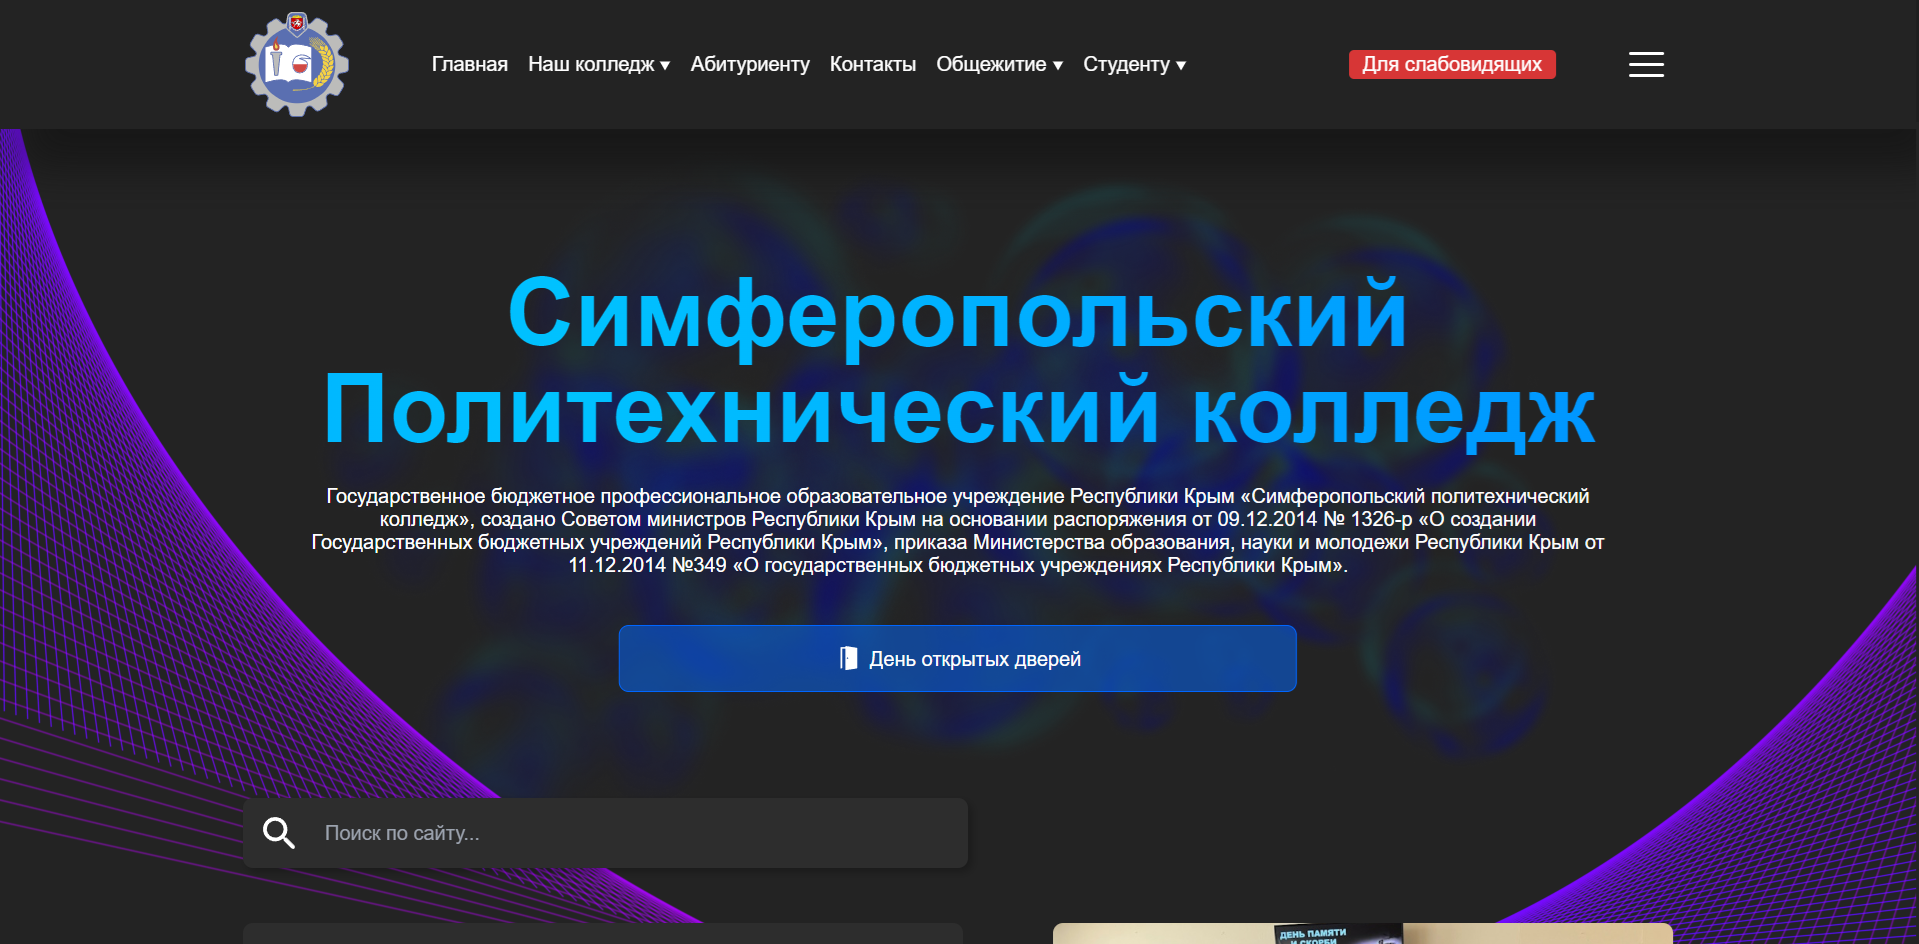 Главная Наш колледж ▾ Абитуриенту Контакты Общежитие ▾ Студенту ▾ Для слабовидящих
Симферопольский
Политехнический колледж
Государственное бюджетное профессиональное образовательное учреждение Республики Крым «Симферопольский политехнический
колледж», создано Советом министров Республики Крым на основании распоряжения от 09.12.2014 № 1326-р «О создании
Государственных бюджетных учреждений Республики Крым», приказа Министерства образования, науки и молодежи Республики Крым от
11.12.2014 №349 «О государственных бюджетных учреждениях Республики Крым».
День открытых дверей
Поиск по сайту...
ДЕНЬ ПАМЯТИ
И СКОРБИ